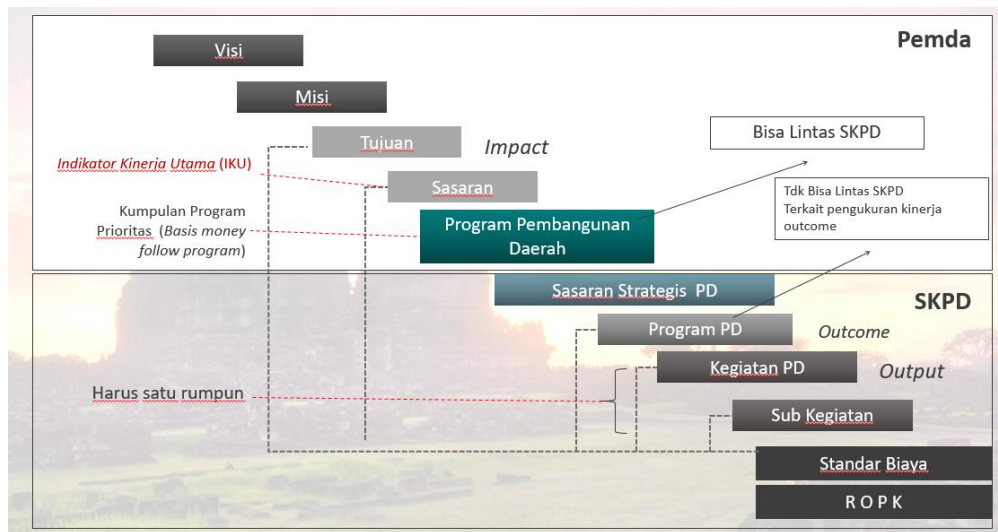 Pemda
Visi
Misi
Tujuan
Impact
Bisa Lintas SKPD
Indikator Kinerja Utama (IKU)
Sasaran
Tdk Bisa Lintas SKPD
Terkait pengukuran kinerja
outcome
Kumpulan Program
Prioritas (Basis money
follow program)
Program Pembangunan
Daerah
Sasaran Strategis PD
SKPD
Program PD
Outcome
Kegiatan PD
Output
Harus satu rumpun
Sub Kegiatan
Standar Biaya
R O P K